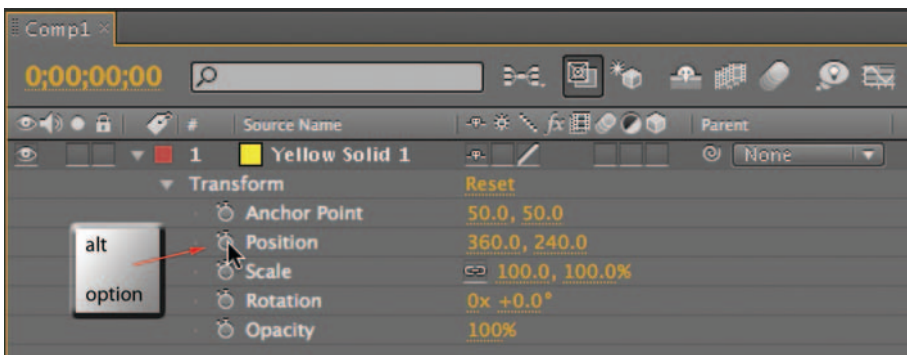 Comp1 ×
0;00;00;00
# Source Name fx Parent
1 Yellow Solid 1 None
Transform Reset
Anchor Point 50.0, 50.0
alt Position 360.0, 240.0
Scale 100.0, 100.0%
option Rotation 0x +0.0°
Opacity 100%